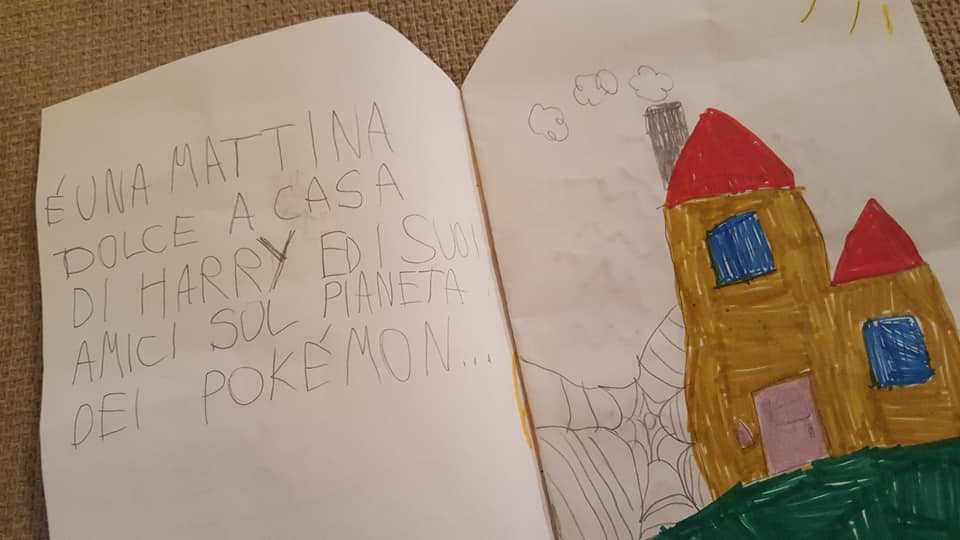 É UNA MATTINA
DOLCE A CASA
DI HARRY ED I SUOI
AMICI SUL PIANETA
DEI POKÉMON...